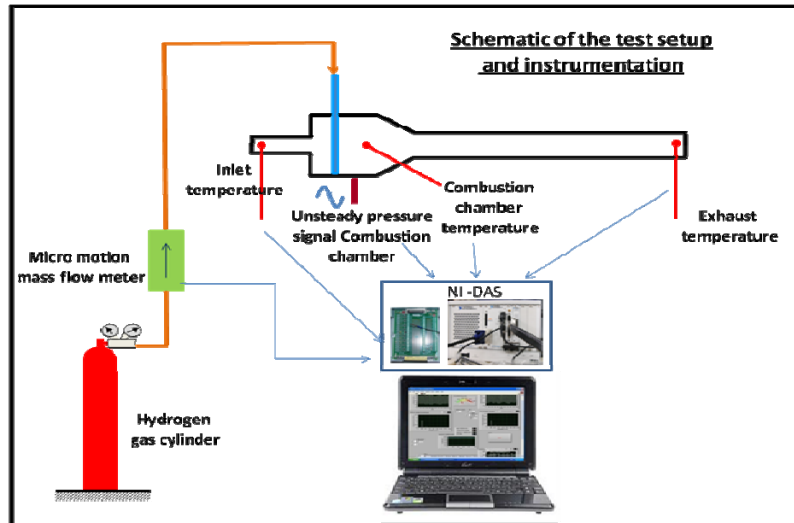 Schematic of the test setup
and instrumentation
Inlet
temperature
Combustion
chamber
temperature
Unsteady pressure
signal Combustion
chamber
Exhaust
temperature
Micro motion
mass flow meter
NI -DAS
Hydrogen
gas cylinder